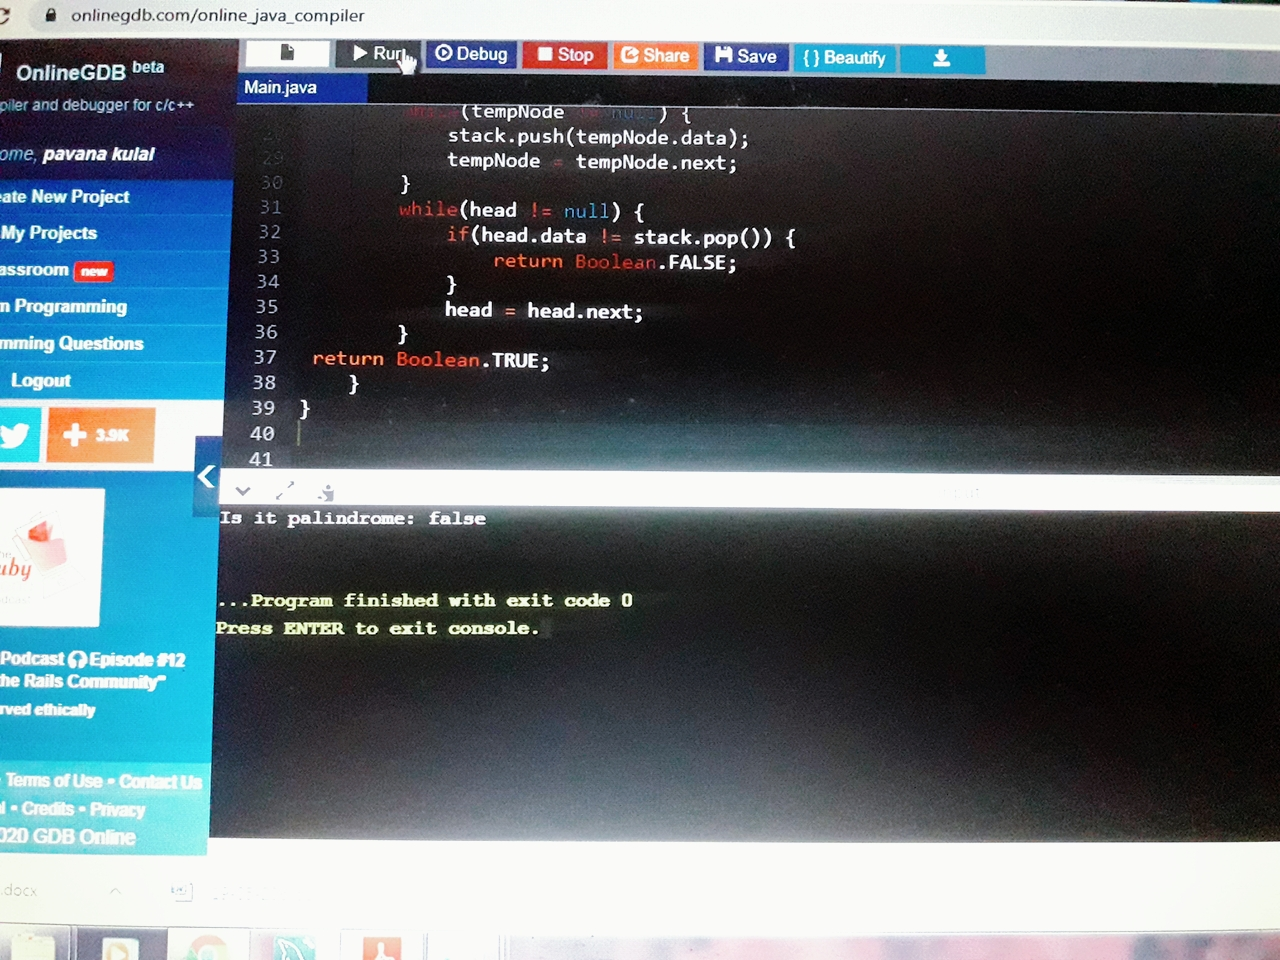 onlinegdb.com/online_java_compiler
OnlineGDB beta
piler and debugger for c/c++
ome, pavana kulal
eate New Project
My Projects
assroom new
n Programming
mming Questions
Logout
3.9K
uby
Podcast Episode #12
the Rails Community"
rved ethically
Terms of Use • Contact Us
• Credits • Privacy
020 GDB Online
Run Debug Stop Share Save { } Beautify
Main.java
(tempNode null) {
stack.push(tempNode.data);
29 tempNode = tempNode.next;
30 }
31 while(head != null) {
32 if(head.data != stack.pop()) {
33 return Boolean.FALSE;
34 }
35 head = head.next;
36 }
37 return Boolean.TRUE;
38 }
39 }
40
41
Is it palindrome: false
...Program finished with exit code 0
Press ENTER to exit console.
.docx